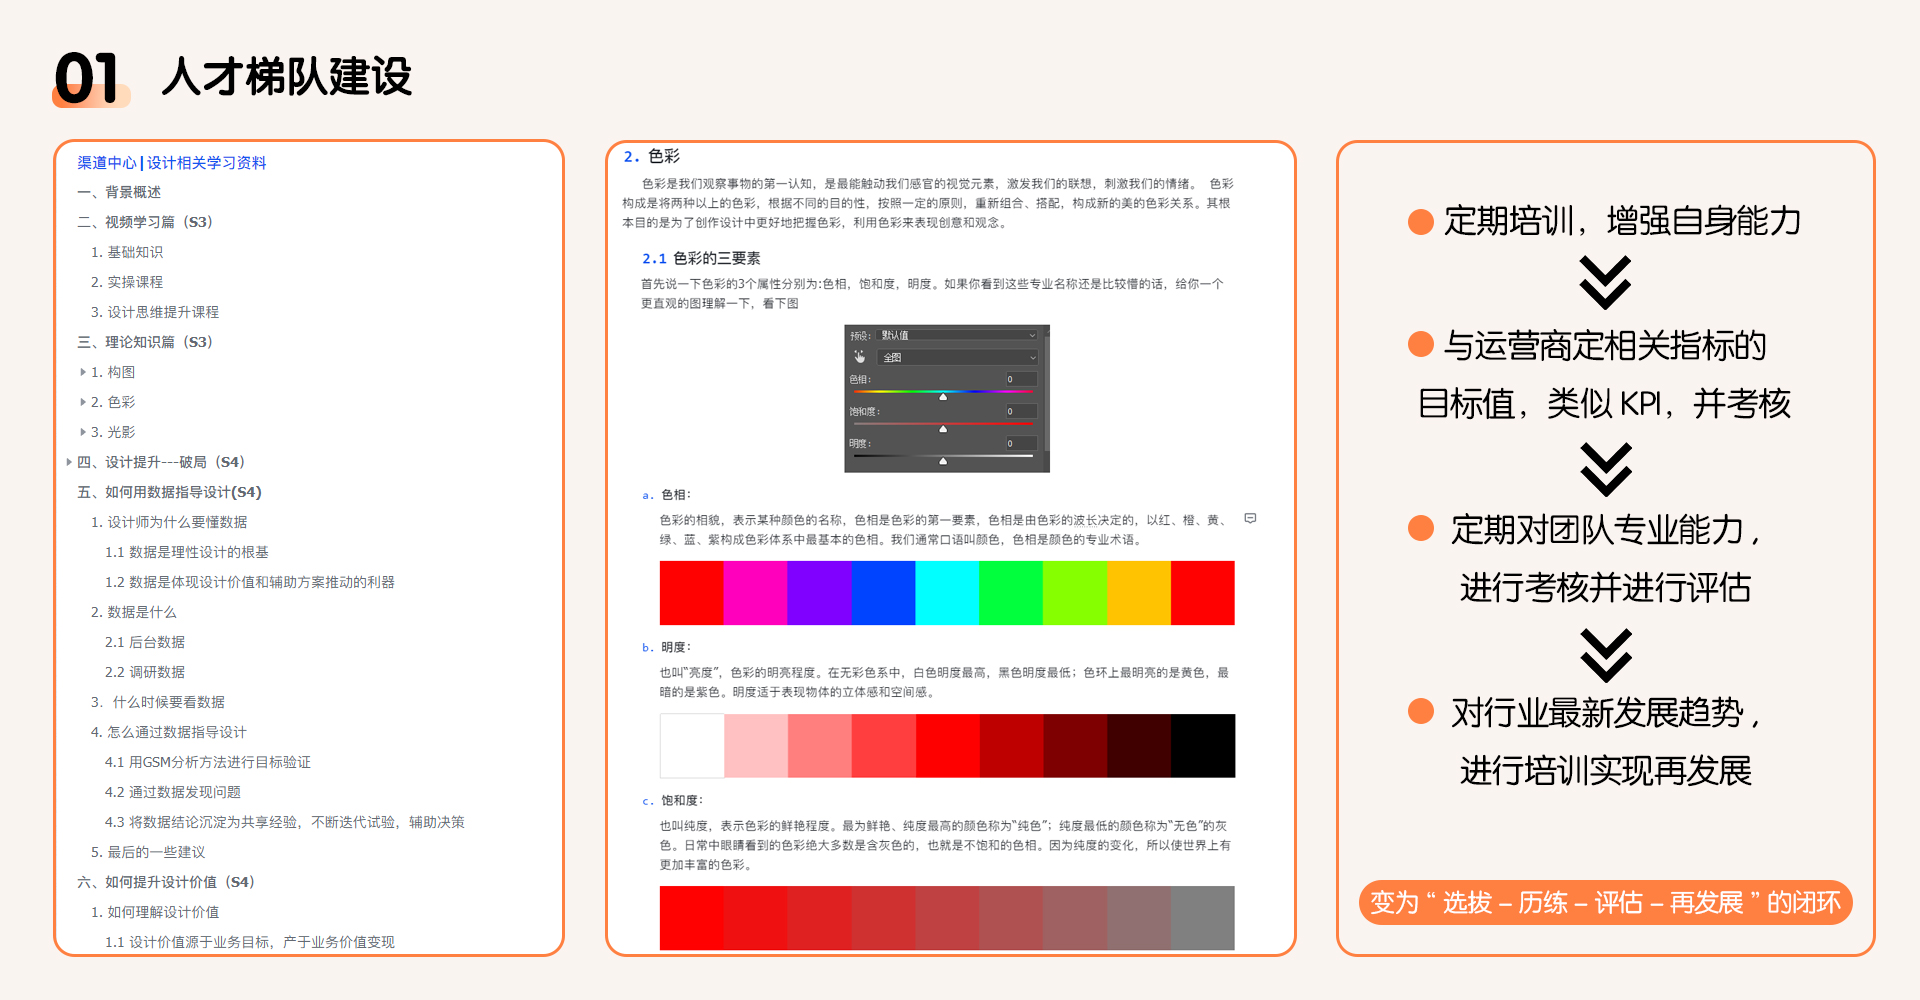 01 人才梯队建设
渠道中心|设计相关学习资料
一、背景概述
二、视频学习篇（S3）
1. 基础知识
2. 实操课程
3. 设计思维提升课程
三、理论知识篇（S3）
1. 构图
2. 色彩
3. 光影
四、设计提升---破局（S4）
五、如何用数据指导设计(S4)
1. 设计师为什么要懂数据
1.1 数据是理性设计的根基
1.2 数据是体现设计价值和辅助方案推动的利器
2. 数据是什么
2.1 后台数据
2.2 调研数据
3. 什么时候要看数据
4. 怎么通过数据指导设计
4.1 用GSM分析方法进行目标验证
4.2 通过数据发现问题
4.3 将数据结论沉淀为共享经验，不断迭代试验，辅助决策
5. 最后的一些建议
六、如何提升设计价值（S4）
1. 如何理解设计价值
1.1 设计价值源于业务目标，产于业务价值变现
2. 色彩
色彩是我们观察事物的第一认知，是最能触动我们感官的视觉元素，激发我们的联想，刺激我们的情绪。 色彩
构成是将两种以上的色彩，根据不同的目的性，按照一定的原则，重新组合、搭配，构成新的美的色彩关系。其根
本目的是为了创作设计中更好地把握色彩，利用色彩来表现创意和观念。
2.1 色彩的三要素
首先说一下色彩的3个属性分别为:色相，饱和度，明度。如果你看到这些专业名称还是比较懵的话，给你一个
更直观的图理解一下，看下图
预设： 默认值
全图
色相： 0
饱和度： 0
明度： 0
a. 色相：
色彩的相貌，表示某种颜色的名称，色相是色彩的第一要素，色相是由色彩的波长决定的，以红、橙、黄、
绿、蓝、紫构成色彩体系中最基本的色相。我们通常口语叫颜色，色相是颜色的专业术语。
b. 明度：
也叫“亮度”，色彩的明亮程度。在无彩色系中，白色明度最高，黑色明度最低；色环上最明亮的是黄色，最
暗的是紫色。明度适于表现物体的立体感和空间感。
c. 饱和度：
也叫纯度，表示色彩的鲜艳程度。最为鲜艳、纯度最高的颜色称为“纯色”；纯度最低的颜色称为“无色”的灰
色。日常中眼睛看到的色彩绝大多数是含灰色的，也就是不饱和的色相。因为纯度的变化，所以使世界上有
更加丰富的色彩。
定期培训，增强自身能力
与运营商定相关指标的
目标值，类似 KPI，并考核
定期对团队专业能力，
进行考核并进行评估
对行业最新发展趋势，
进行培训实现再发展
变为 “ 选拔 – 历练 – 评估 – 再发展 ” 的闭环